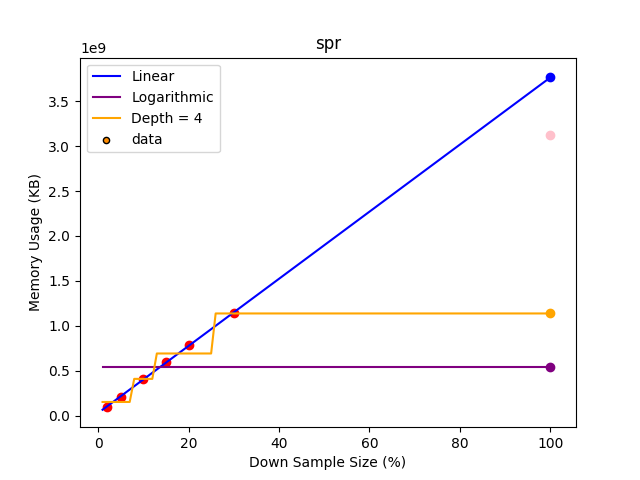 spr
1e9
Linear
Logarithmic
Depth = 4
data
Memory Usage (KB)
3.5
3.0
2.5
2.0
1.5
1.0
0.5
0.0
0
20
40
60
80
100
Down Sample Size (%)